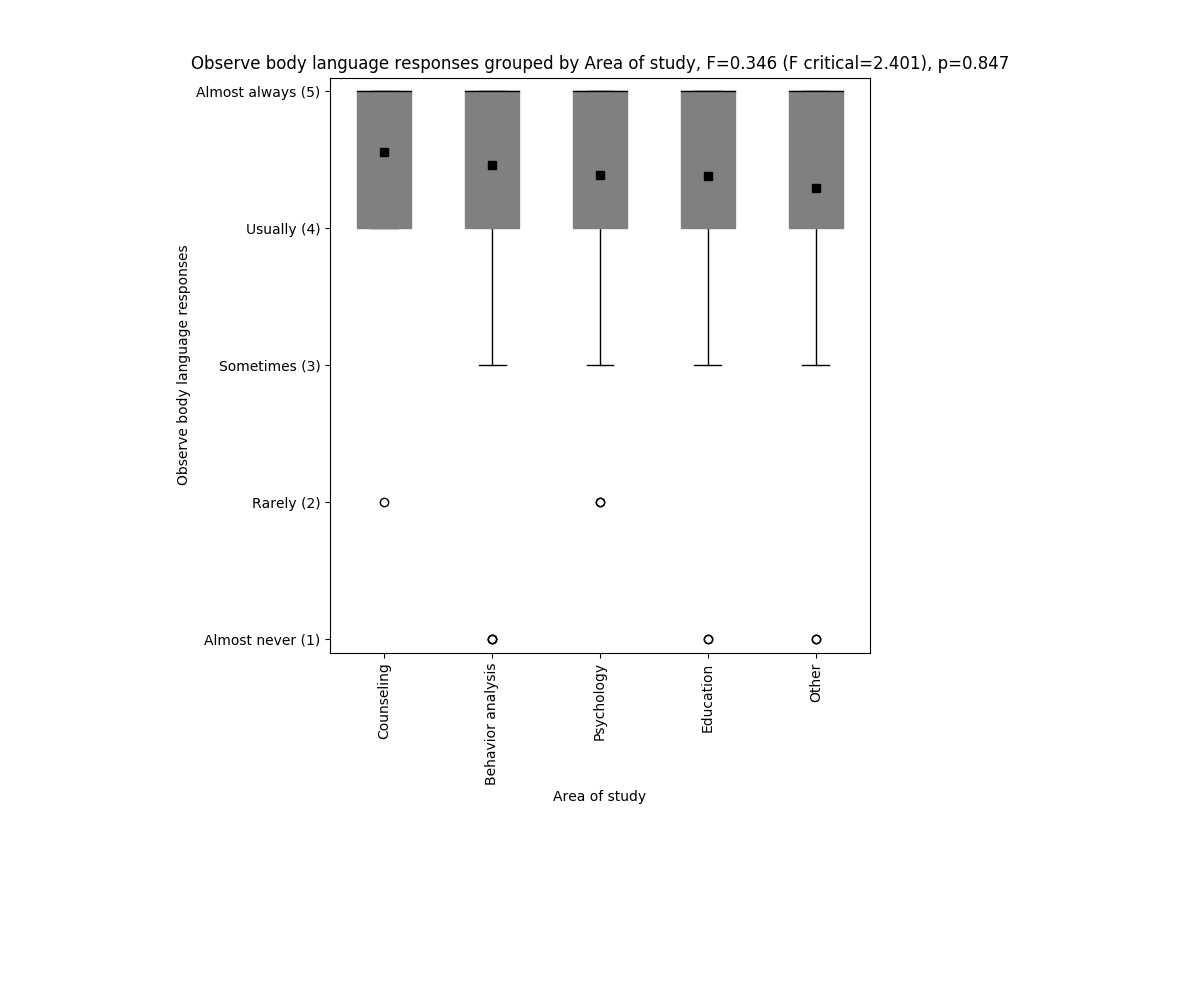 Observe body language responses grouped by Area of study, F=0.346 (F critical=2.401), p=0.847
Almost always (5)
Usually (4)
Sometimes (3)
Rarely (2)
Almost never (1)
Observe body language responses
Counseling
Behavior analysis
Psychology
Education
Other
Area of study